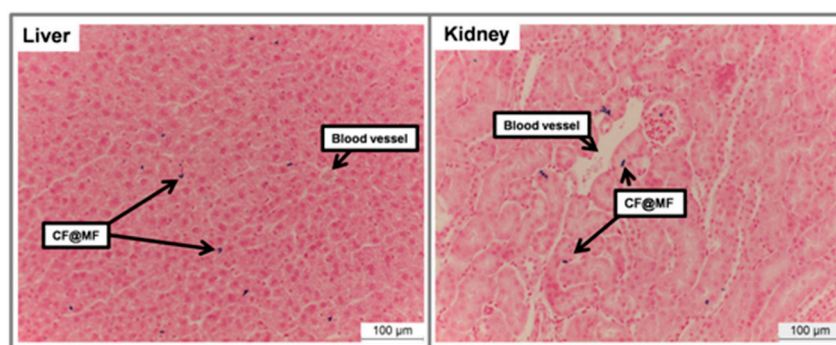 Liver
Blood vessel
CF@MF
100 µm
Kidney
Blood vessel
CF@MF
100 µm